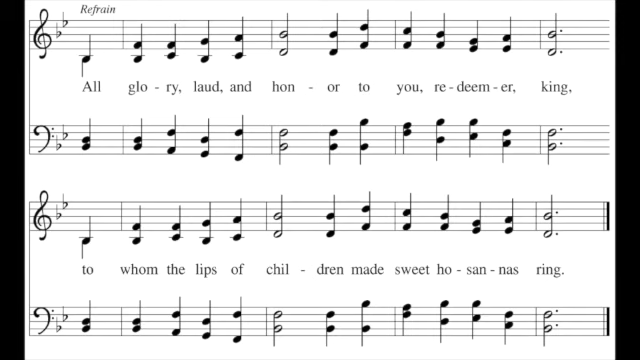 Refrain
All glo - ry, laud, and hon - or to you, re - deem - er, king,
to whom the lips of chil - dren made sweet ho - san - nas ring.